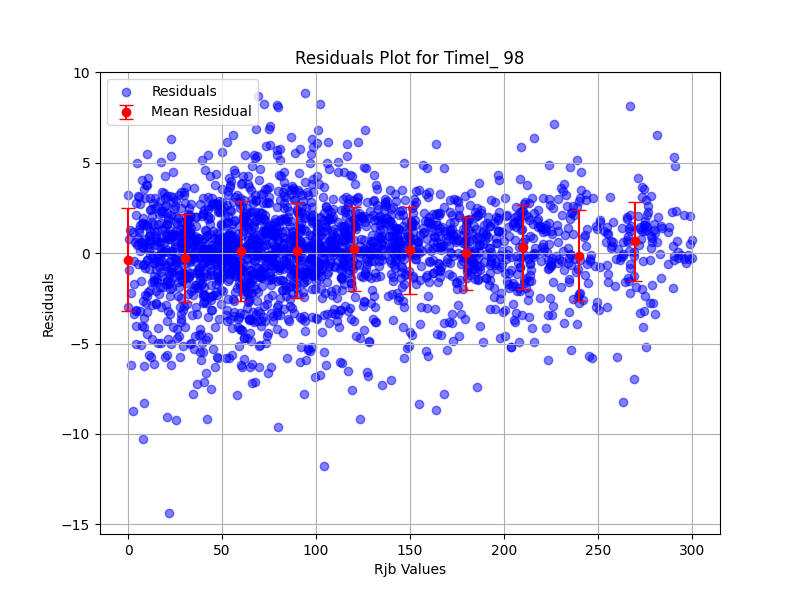 Residuals Plot for TimeI_ 98
Residuals
Mean Residual
10
5
0
−5
−10
−15
Residuals
0 50 100 150 200 250 300
Rjb Values